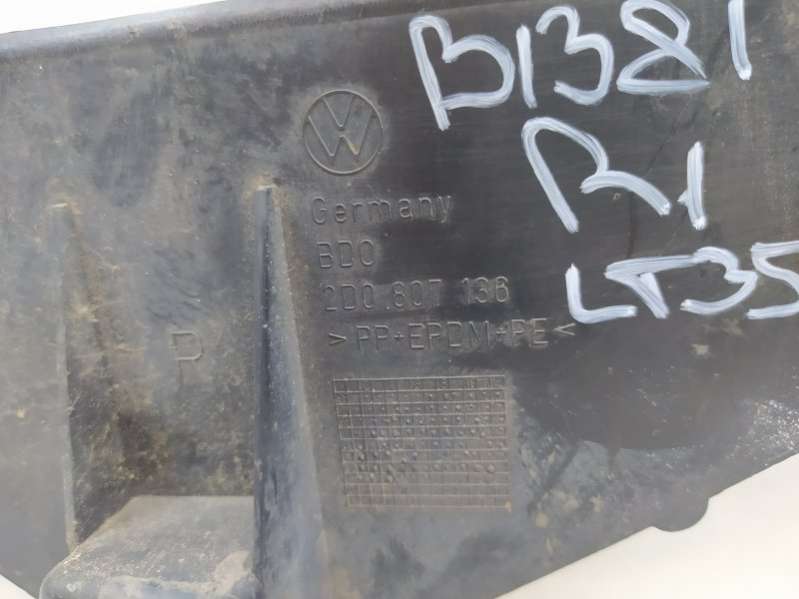 B1381
R1
LT35
VW
Germany
BDO
2D0.807 136
>PP+EPDM+PE<
P